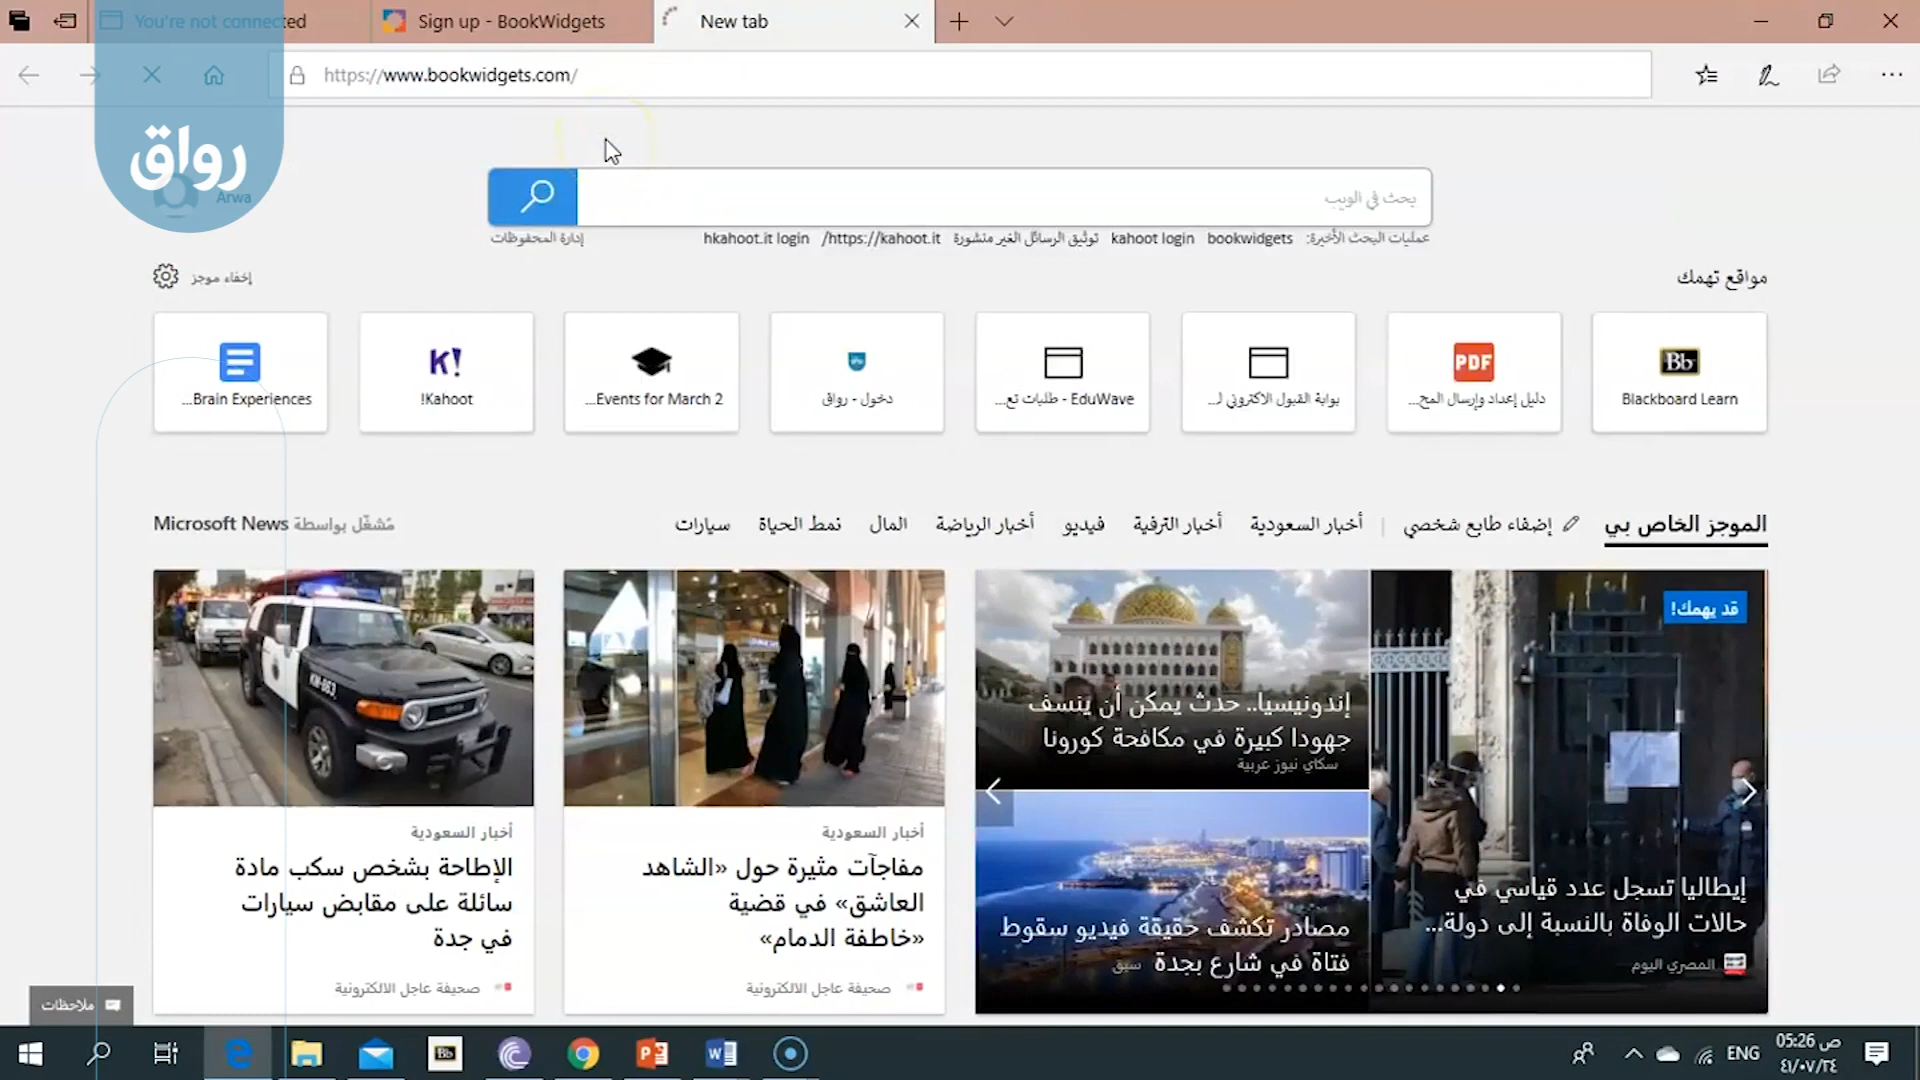 You're not connected
Sign up - BookWidgets
New tab
https://www.bookwidgets.com/
رواق
Arwa
بحث في الويب
عمليات البحث الأخيرة: bookwidgets kahoot login توثيق الرسائل الغير منشورة https://kahoot.it/ hkahoot.it login
إدارة المحفوظات
مواقع تهمك
إخفاء موجز
Brain Experiences...
Kahoot!
Events for March 2...
دخول - رواق
EduWave - طلبات تع...
بوابة القبول الاكتروني لـ...
دليل إعداد وإرسال المح...
Blackboard Learn
الموجز الخاص بي
إضفاء طابع شخصي
أخبار السعودية
أخبار الترفية
فيديو
أخبار الرياضة
المال
نمط الحياة
سيارات
مُشغّل بواسطة Microsoft News
قد يهمك!
إيطاليا تسجل عدد قياسي في
حالات الوفاة بالنسبة إلى دولة...
المصري اليوم
إندونيسيا.. حدث يمكن أن ينسف
جهودا كبيرة في مكافحة كورونا
سكاي نيوز عربية
مصادر تكشف حقيقة فيديو سقوط
فتاة في شارع بجدة
سبق
أخبار السعودية
مفاجآت مثيرة حول «الشاهد
العاشق» في قضية
«خاطفة الدمام»
صحيفة عاجل الالكترونية
أخبار السعودية
الإطاحة بشخص سكب مادة
سائلة على مقابض سيارات
في جدة
صحيفة عاجل الالكترونية
ملاحظات
ENG
05:26 ص
٤١/٠٧/٢٤